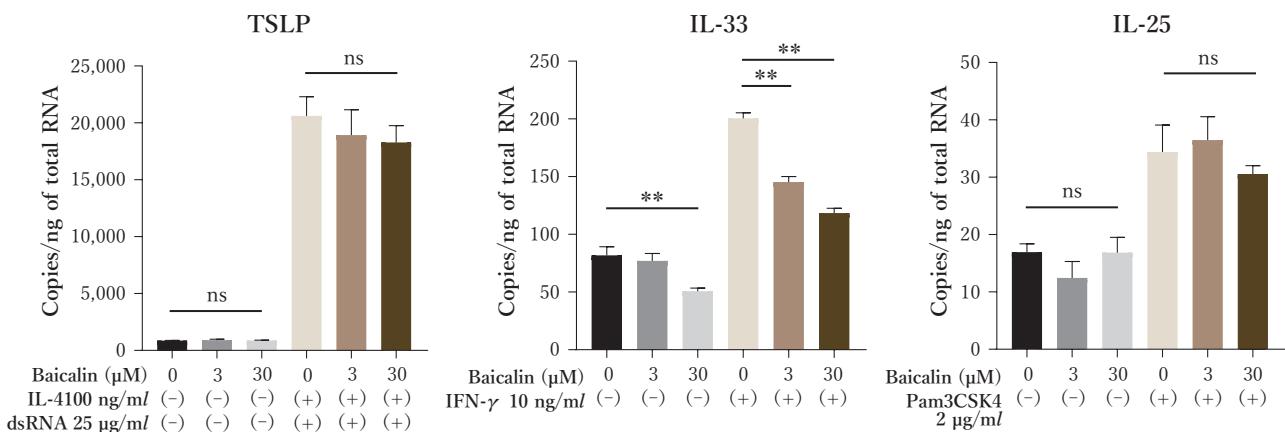 TSLP
Copies/ng of total RNA
25,000
20,000
15,000
10,000
5,000
0
ns
ns
Baicalin (µM) 0 3 30 0 3 30
IL-4100 ng/ml (-) (-) (-) (+) (+) (+)
dsRNA 25 µg/ml (-) (-) (-) (+) (+) (+)
IL-33
Copies/ng of total RNA
250
200
150
100
50
0
**
**
**
Baicalin (µM) 0 3 30 0 3 30
IFN-γ 10 ng/ml (-) (-) (-) (+) (+) (+)
IL-25
Copies/ng of total RNA
50
40
30
20
10
0
ns
ns
Baicalin (µM) 0 3 30 0 3 30
Pam3CSK4 (-) (-) (-) (+) (+) (+)
2 µg/ml